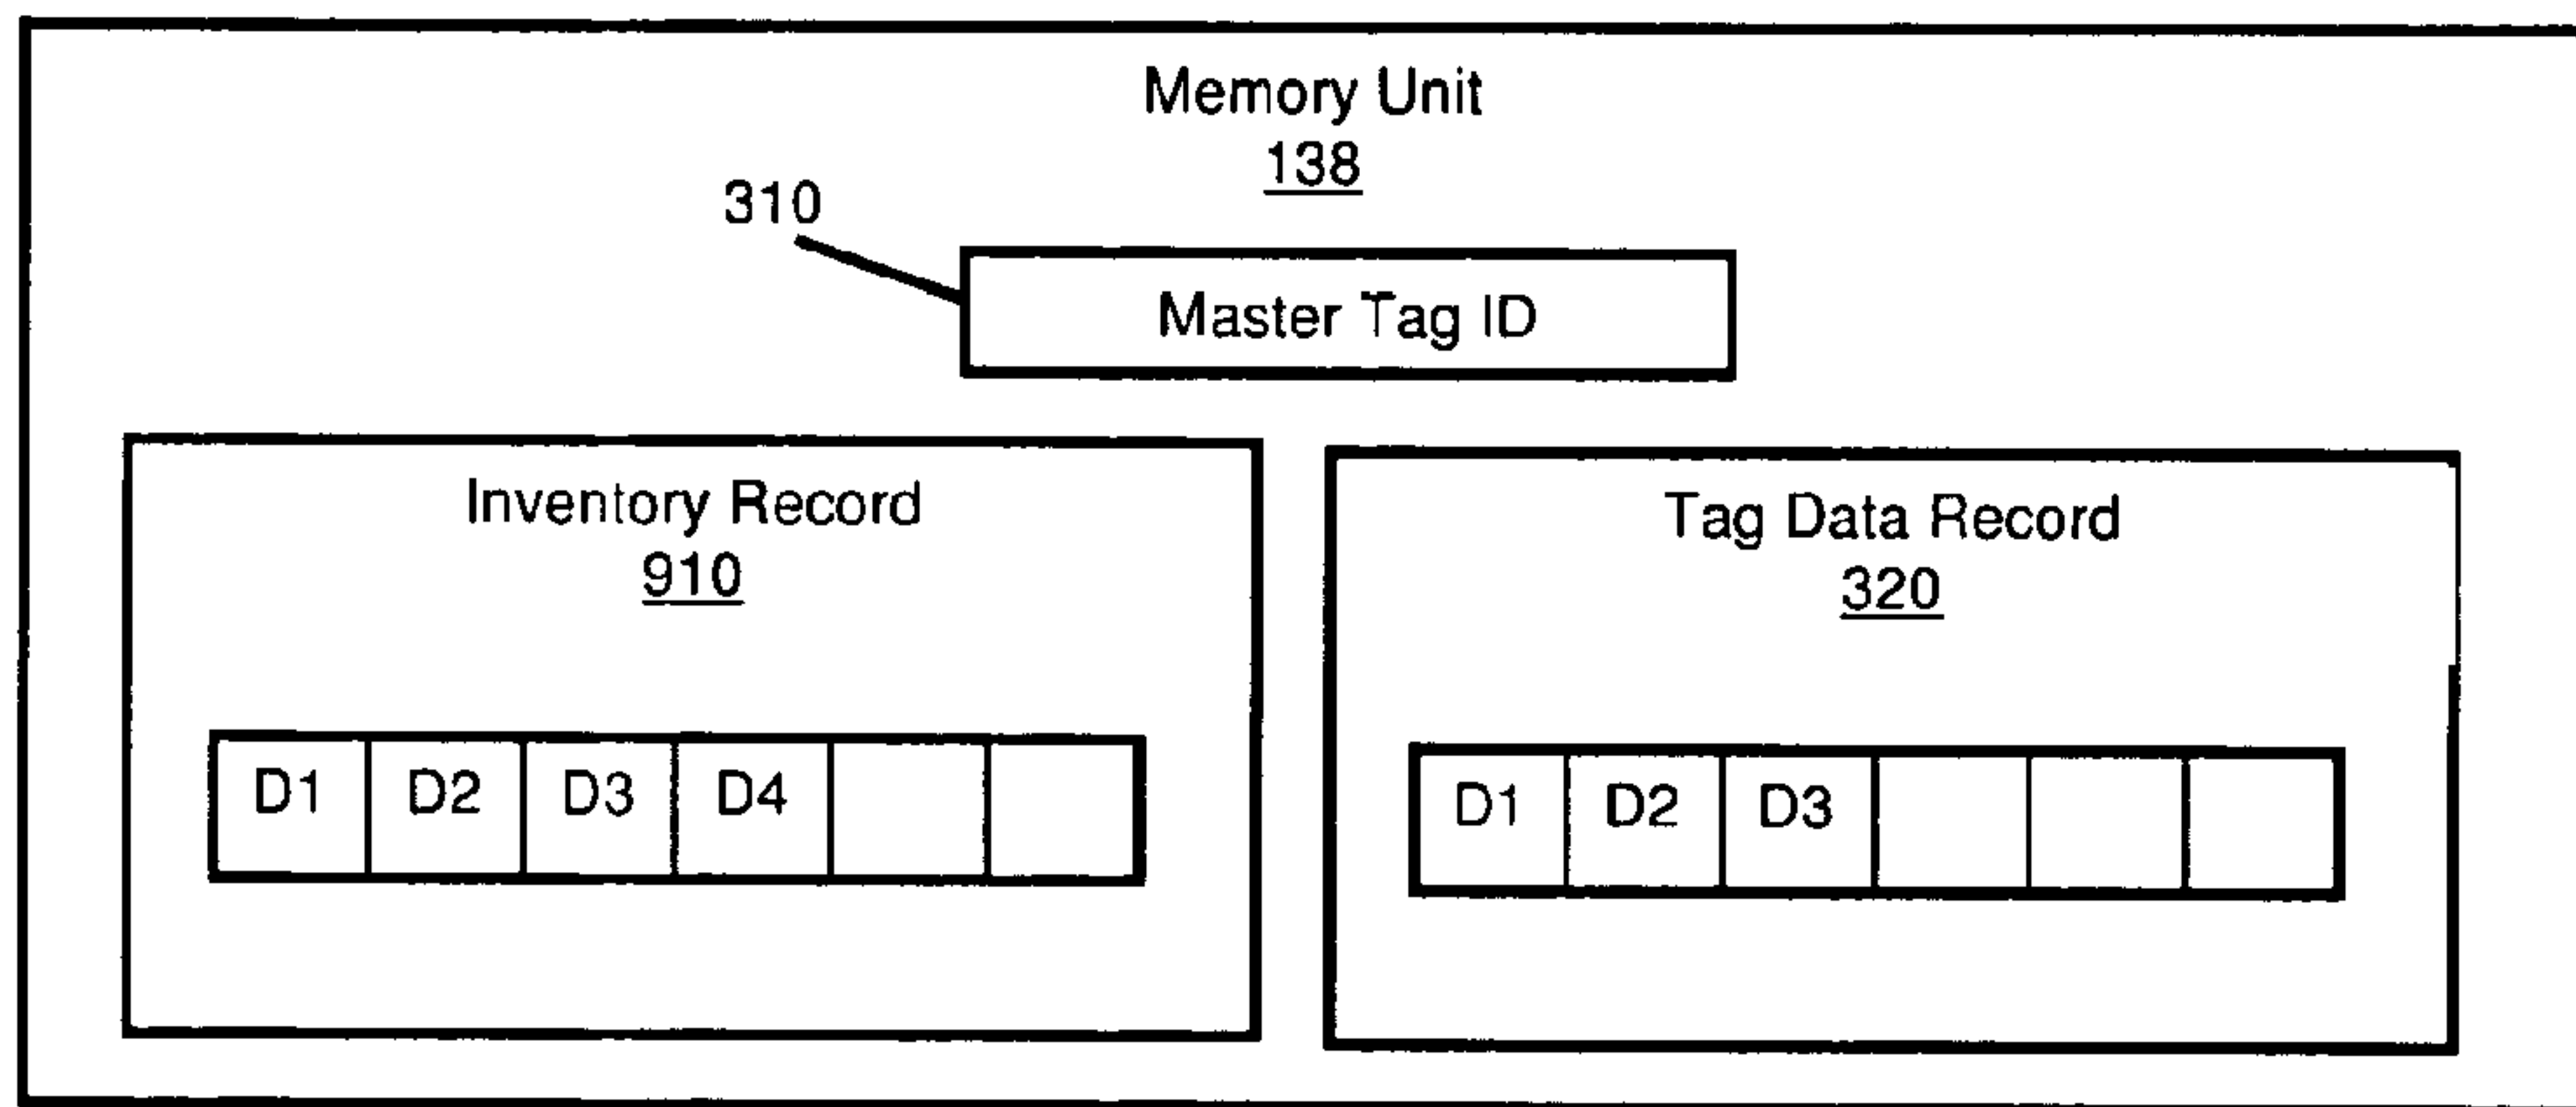 Memory Unit
138
310
Master Tag ID
Inventory Record
910
D1 D2 D3 D4
Tag Data Record
320
D1 D2 D3